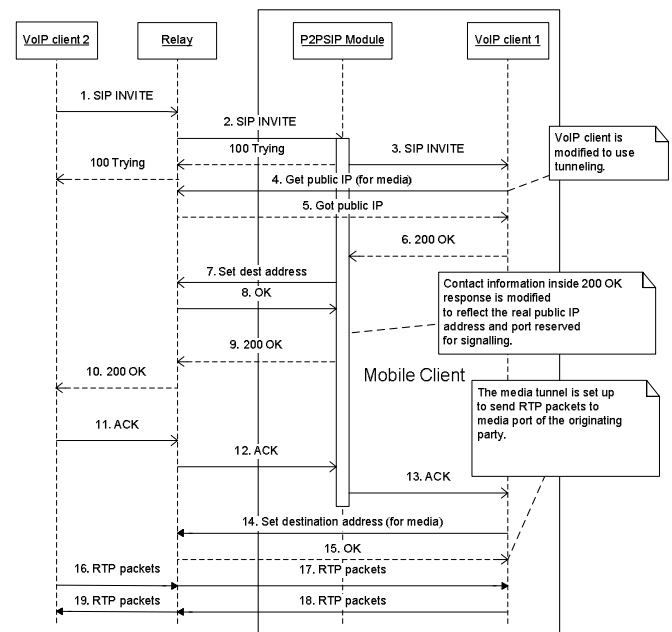 VoIP client 2
Relay
P2PSIP Module
VoIP client 1
1. SIP INVITE
2. SIP INVITE
100 Trying
3. SIP INVITE
VoIP client is
modified to use
tunneling.
100 Trying
4. Get public IP (for media)
5. Got public IP
6. 200 OK
7. Set dest address
Contact information inside 200 OK
response is modified
to reflect the real public IP
address and port reserved
for signalling.
8. OK
9. 200 OK
10. 200 OK
Mobile Client
The media tunnel is set up
to send RTP packets to
media port of the originating
party.
11. ACK
12. ACK
13. ACK
14. Set destination address (for media)
15. OK
16. RTP packets
17. RTP packets
19. RTP packets
18. RTP packets